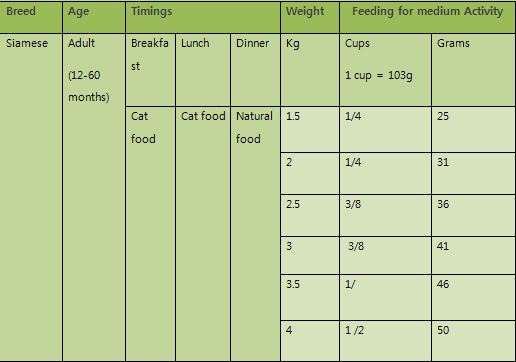 Breed Age Timings Weight Feeding for medium Activity
Siamese Adult Breakfa Lunch Dinner Kg Cups Grams
(12-60 st 1 cup = 103g
months)
Cat Cat food Natural 1.5 1/4 25
food food
2 1/4 31
2.5 3/8 36
3 3/8 41
3.5 1/ 46
4 1 /2 50